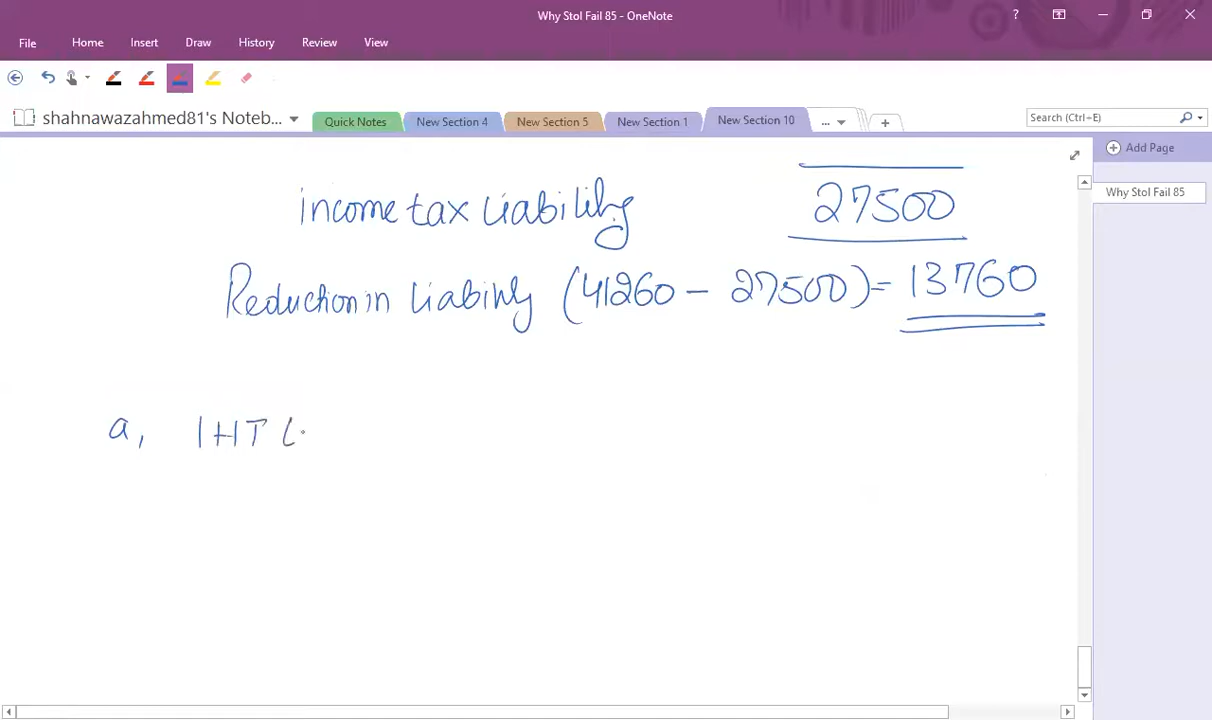 Why Stol Fail 85 - OneNote
?
File Home Insert Draw History Review View
shahnawazahmed81's Noteb... Quick Notes New Section 4 New Section 5 New Section 1 New Section 10 ... + Search (Ctrl+E)
Add Page
Why Stol Fail 85
income tax liability 27500
Reduction in liability (41260 - 27500) = 13760
a, IHT (